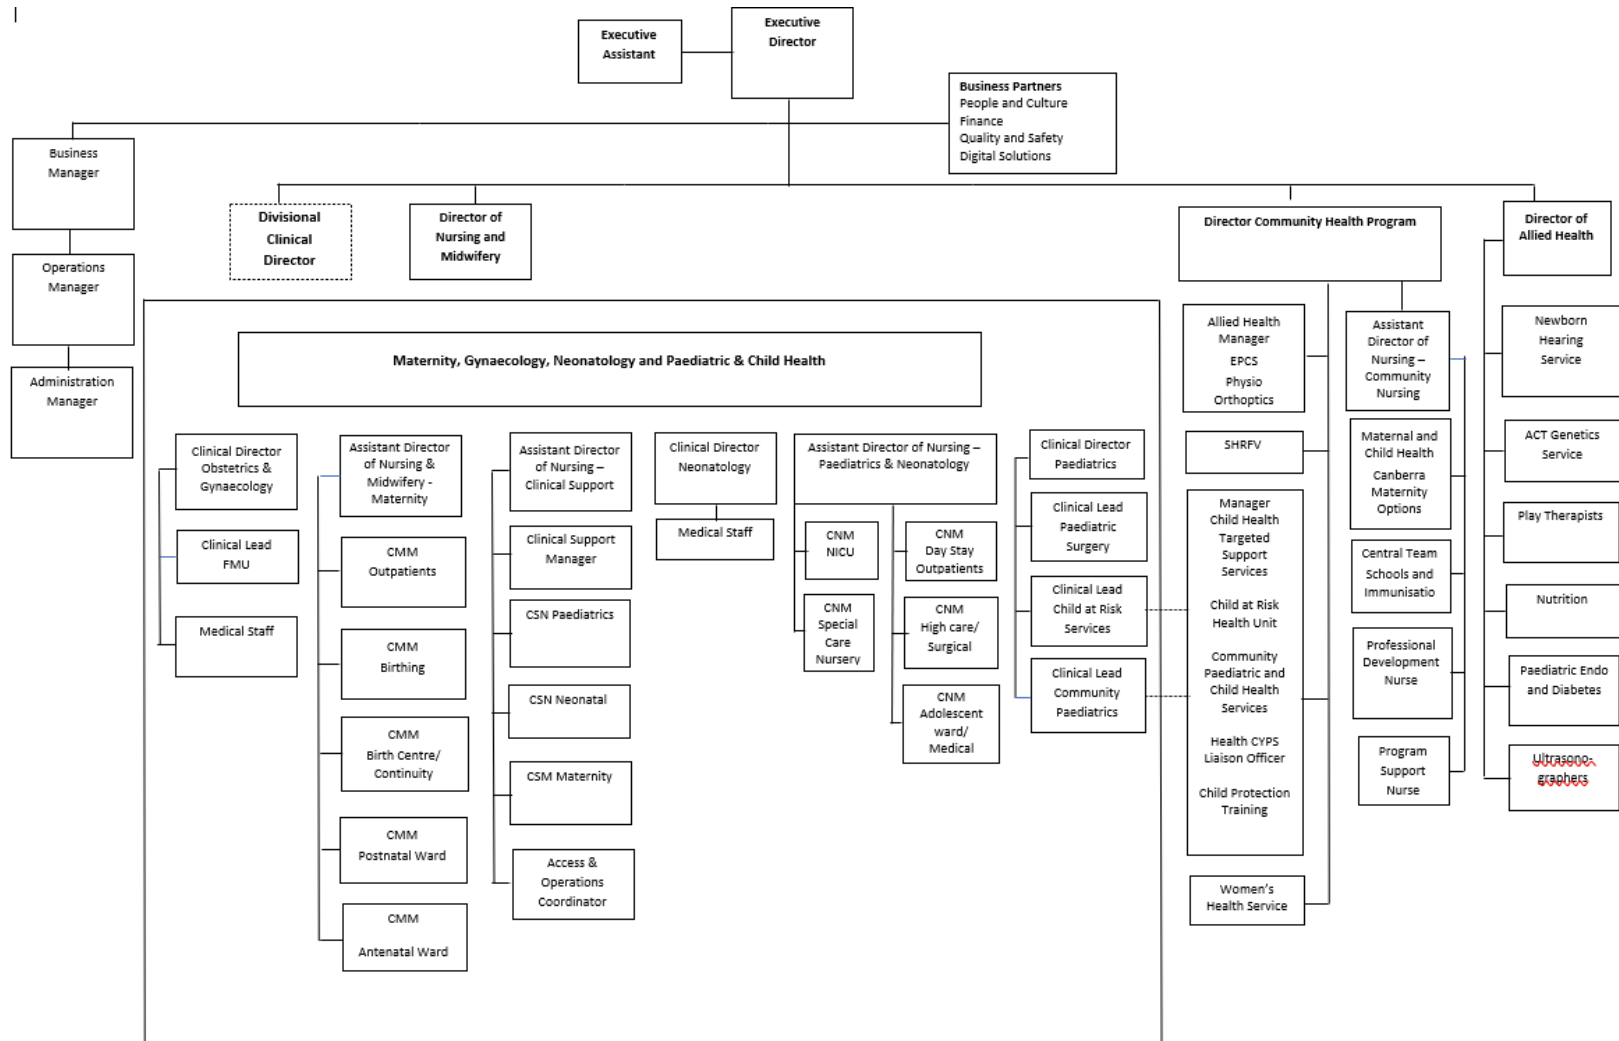 Executive
Assistant
Executive
Director
Business Partners
People and Culture
Finance
Quality and Safety
Digital Solutions
Business
Manager
Operations
Manager
Administration
Manager
Divisional
Clinical
Director
Director of
Nursing and
Midwifery
Director Community Health Program
Director of
Allied Health
Maternity, Gynaecology, Neonatology and Paediatric & Child Health
Clinical Director
Obstetrics &
Gynaecology
Clinical Lead
FMU
Medical Staff
Assistant Director
of Nursing &
Midwifery -
Maternity
CMM
Outpatients
CMM
Birthing
CMM
Birth Centre/
Continuity
CMM
Postnatal Ward
CMM
Antenatal Ward
Assistant Director
of Nursing –
Clinical Support
Clinical Support
Manager
CSN Paediatrics
CSN Neonatal
CSM Maternity
Access &
Operations
Coordinator
Clinical Director
Neonatology
Medical Staff
Assistant Director of Nursing –
Paediatrics & Neonatology
CNM
NICU
CNM
Special
Care
Nursery
CNM
Day Stay
Outpatients
CNM
High care/
Surgical
CNM
Adolescent
ward/
Medical
Clinical Director
Paediatrics
Clinical Lead
Paediatric
Surgery
Clinical Lead
Child at Risk
Services
Clinical Lead
Community
Paediatrics
Allied Health
Manager
EPCS
Physio
Orthoptics
SHRFV
Manager
Child Health
Targeted
Support
Services
Child at Risk
Health Unit
Community
Paediatric and
Child Health
Services
Health CYPS
Liaison Officer
Child Protection
Training
Women's
Health Service
Assistant
Director of
Nursing –
Community
Nursing
Maternal and
Child Health
Canberra
Maternity
Options
Central Team
Schools and
Immunisatio
Professional
Development
Nurse
Program
Support
Nurse
Newborn
Hearing
Service
ACT Genetics
Service
Play Therapists
Nutrition
Paediatric Endo
and Diabetes
Ultrasono-
graphers